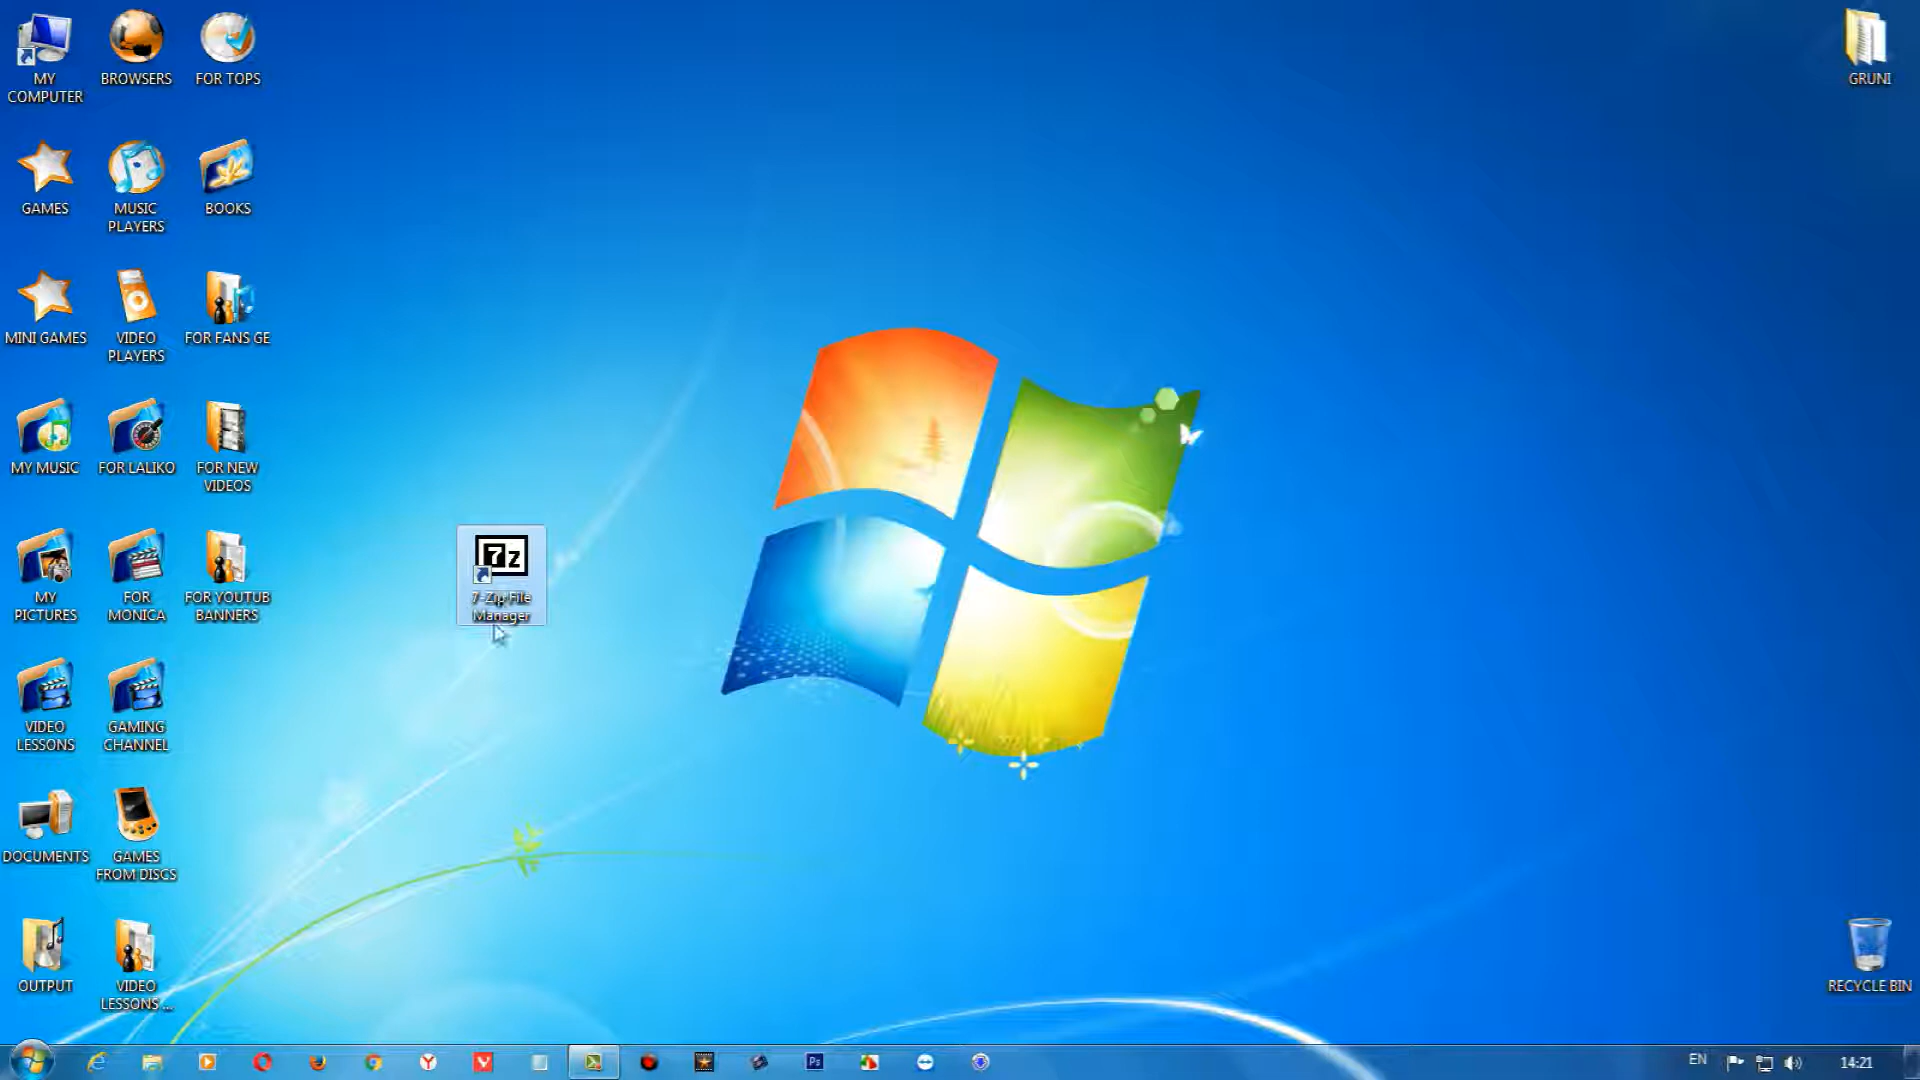 MY
COMPUTER
BROWSERS
FOR TOPS
GRUNI
GAMES
MUSIC
PLAYERS
BOOKS
MINI GAMES
VIDEO
PLAYERS
FOR FANS GE
MY MUSIC
FOR LALIKO
FOR NEW
VIDEOS
7z
7-Zip File
Manager
MY
PICTURES
FOR
MONICA
FOR YOUTUB
BANNERS
VIDEO
LESSONS
GAMING
CHANNEL
DOCUMENTS
GAMES
FROM DISCS
OUTPUT
VIDEO
LESSONS ...
RECYCLE BIN
Ps
EN
14:21